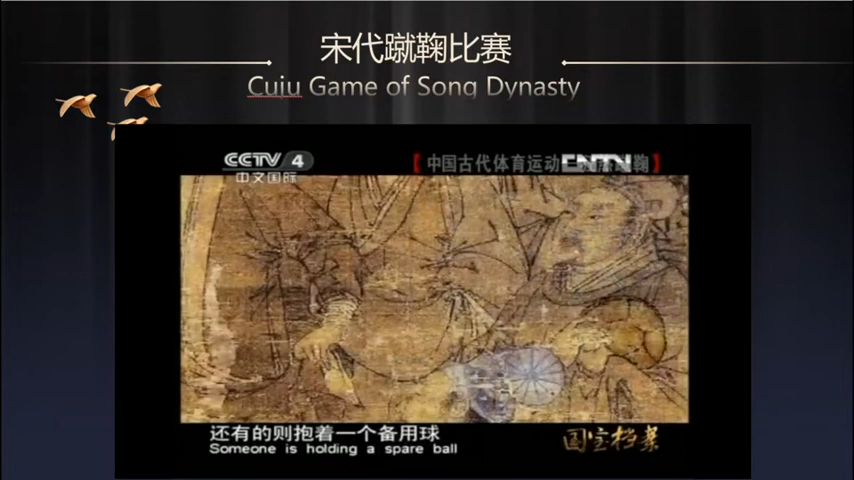 宋代蹴鞠比赛
Cuju Game of Song Dynasty
CCTV 4
中文国际
【中国古代体育运动 鞠】
CNTV
还有的则抱着一个备用球
Someone is holding a spare ball
国宝档案